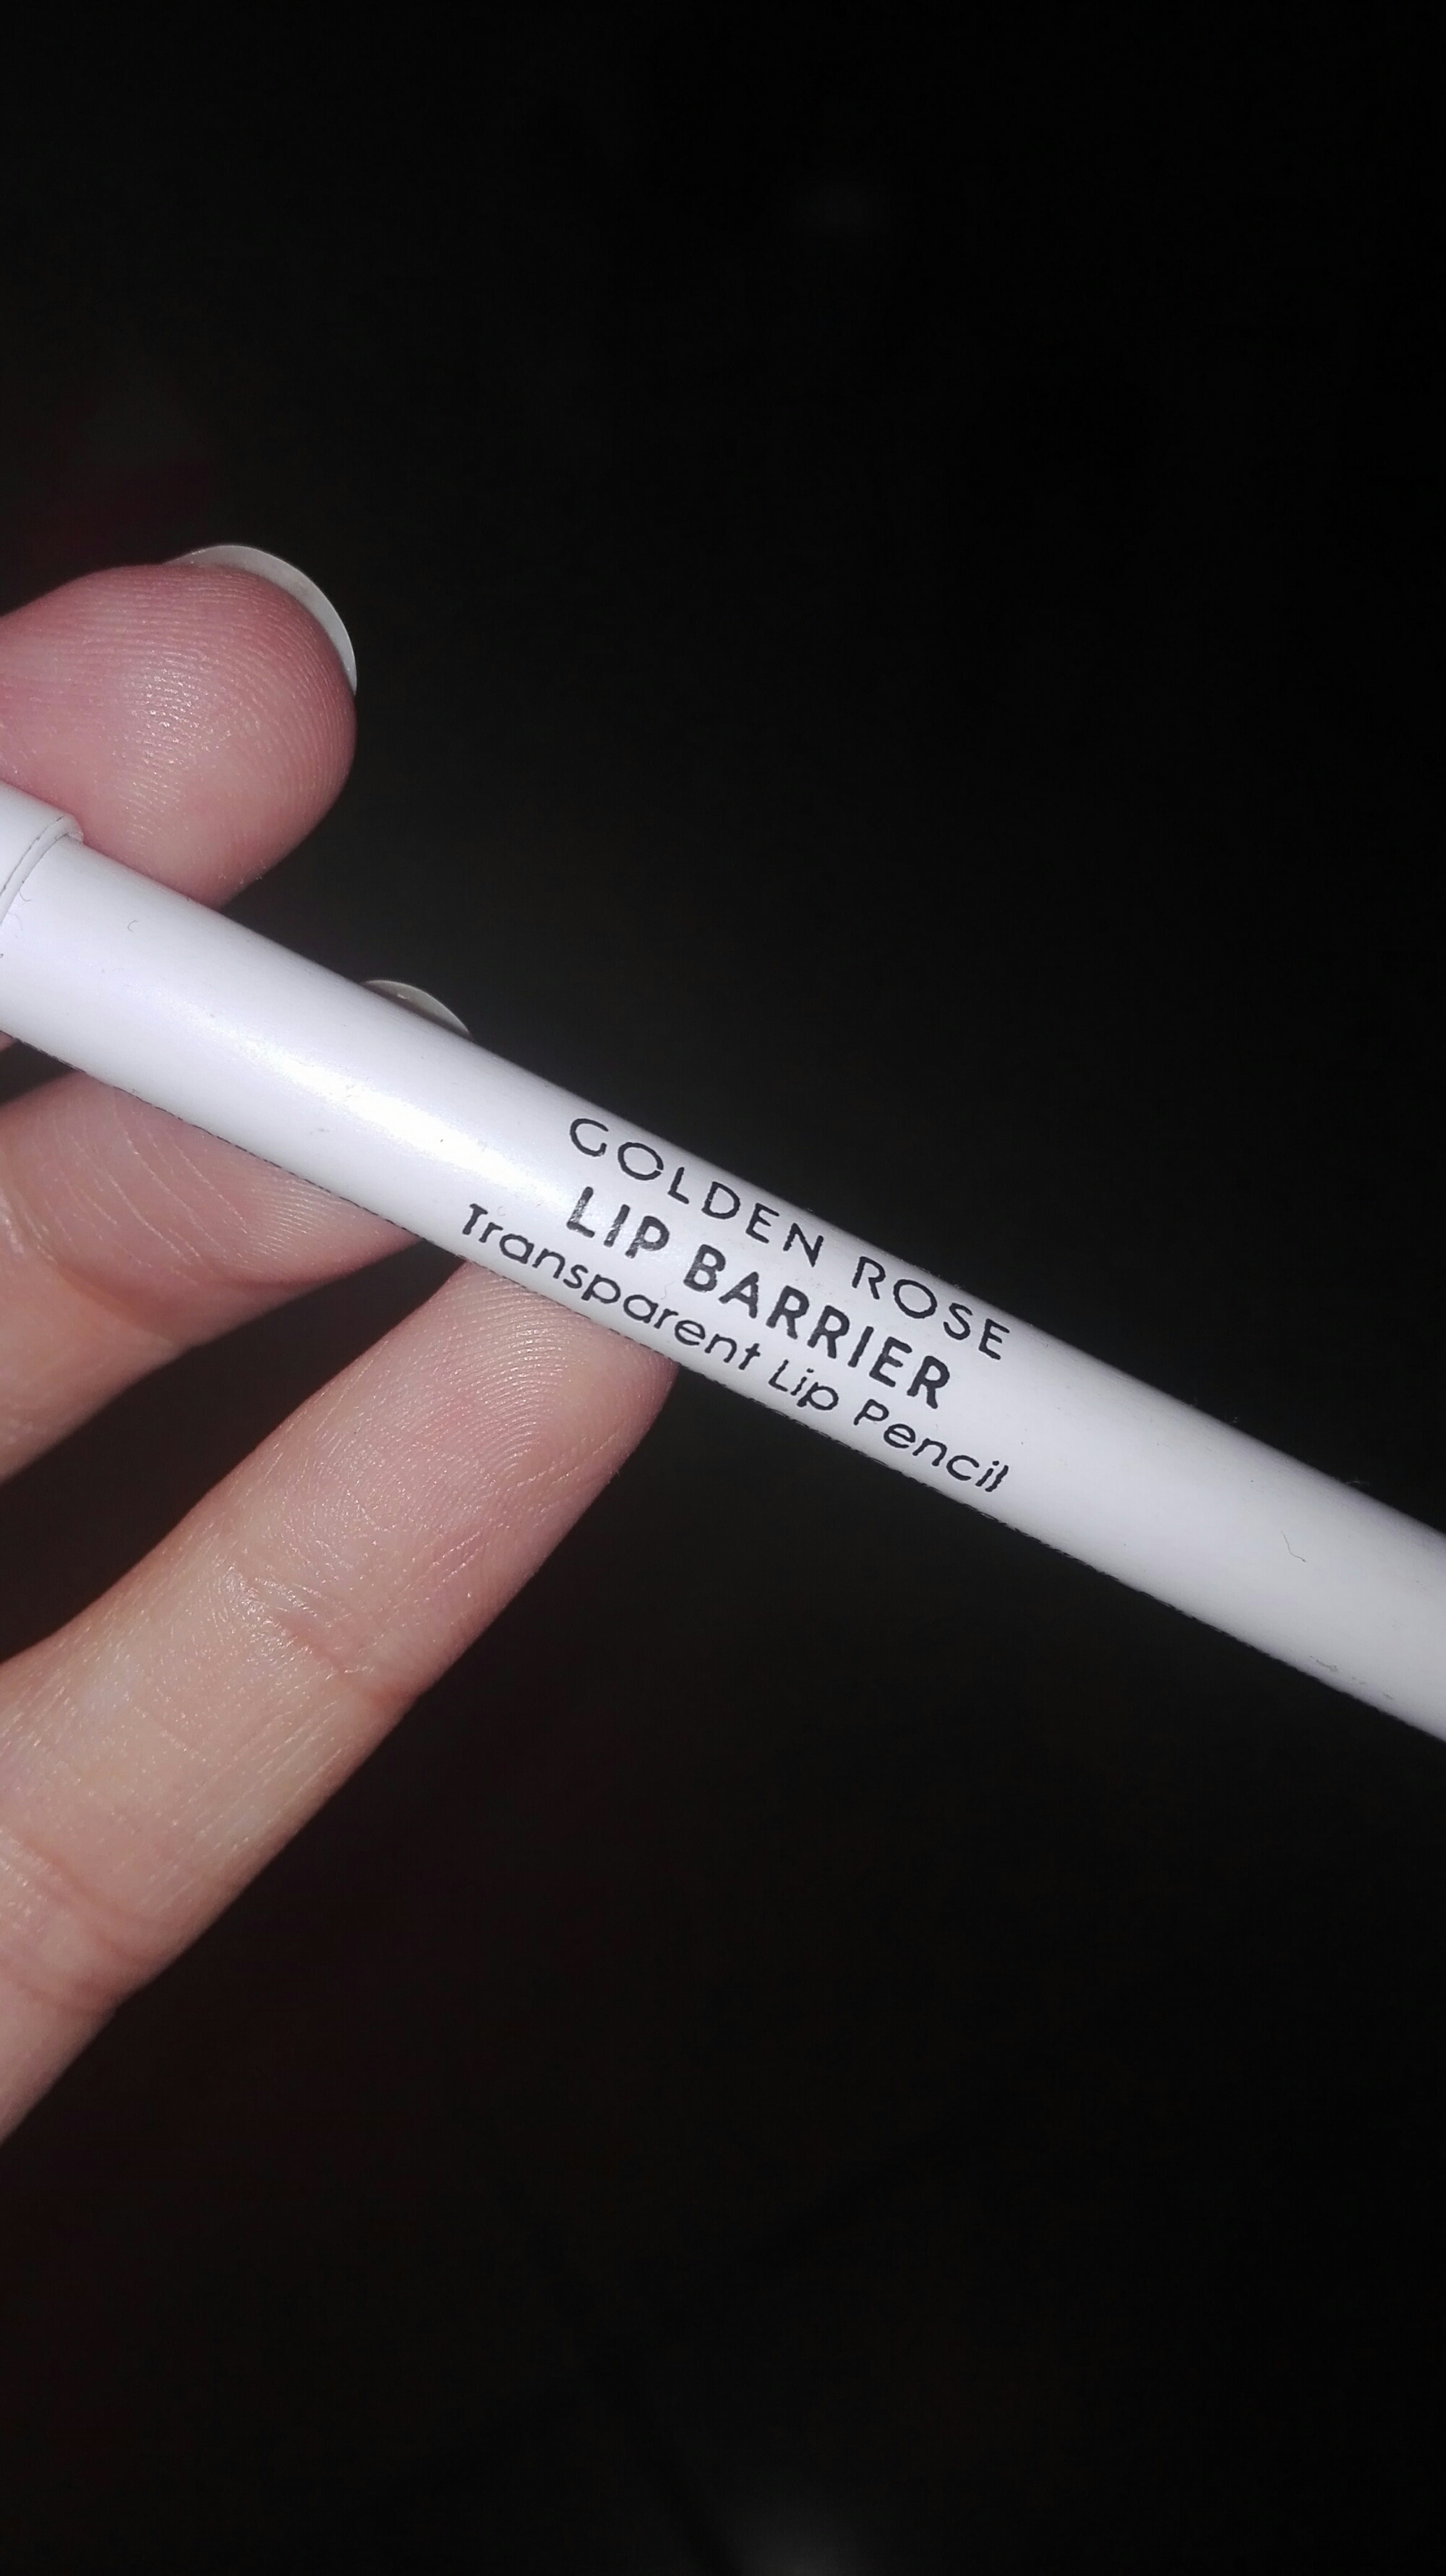 GOLDEN ROSE
LIP BARRIER
Transparent Lip Pencil